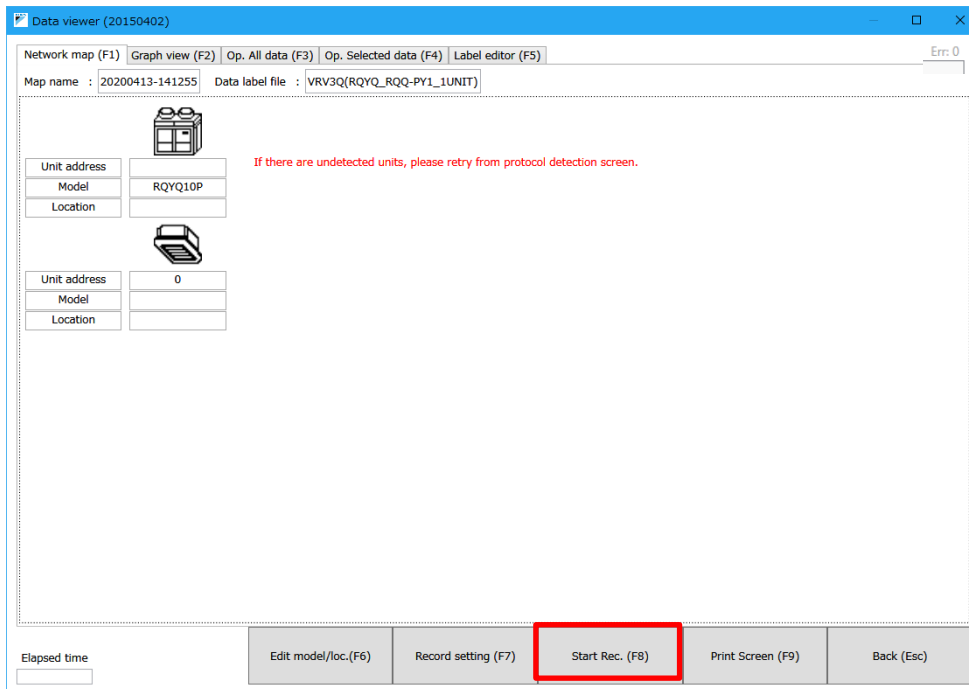 Data viewer (20150402)
Network map (F1) Graph view (F2) Op. All data (F3) Op. Selected data (F4) Label editor (F5) Err: 0
Map name : 20200413-141255 Data label file : VRV3Q(RQYQ_RQQ-PY1_1UNIT)
If there are undetected units, please retry from protocol detection screen.
Unit address
Model RQYQ10P
Location
Unit address 0
Model
Location
Elapsed time
Edit model/loc.(F6) Record setting (F7) Start Rec. (F8) Print Screen (F9) Back (Esc)